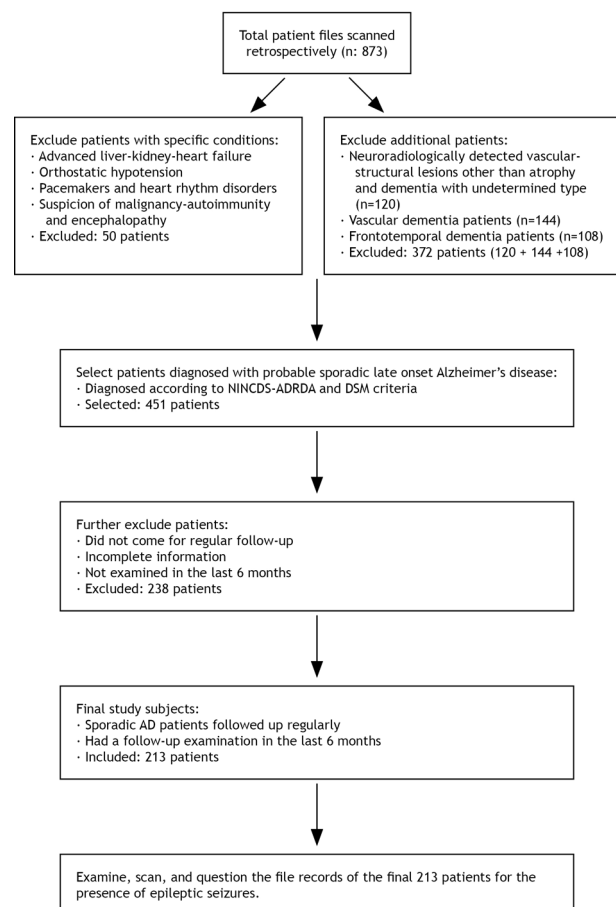 Total patient files scanned
retrospectively (n: 873)
Exclude patients with specific conditions:
· Advanced liver-kidney-heart failure
· Orthostatic hypotension
· Pacemakers and heart rhythm disorders
· Suspicion of malignancy-autoimmunity
and encephalopathy
· Excluded: 50 patients
Exclude additional patients:
· Neuroradiologically detected vascular-
structural lesions other than atrophy
and dementia with undetermined type
(n=120)
· Vascular dementia patients (n=144)
· Frontotemporal dementia patients (n=108)
· Excluded: 372 patients (120 + 144 +108)
Select patients diagnosed with probable sporadic late onset Alzheimer’s disease:
· Diagnosed according to NINCDS-ADRDA and DSM criteria
· Selected: 451 patients
Further exclude patients:
· Did not come for regular follow-up
· Incomplete information
· Not examined in the last 6 months
· Excluded: 238 patients
Final study subjects:
· Sporadic AD patients followed up regularly
· Had a follow-up examination in the last 6 months
· Included: 213 patients
Examine, scan, and question the file records of the final 213 patients for the
presence of epileptic seizures.